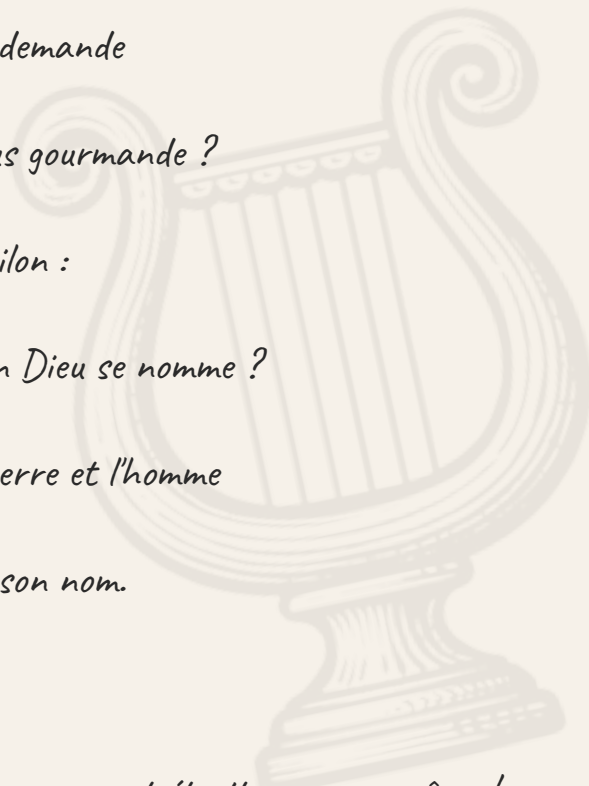 demande
s gourmande ?
ilon :
n Dieu se nomme ?
erre et l'homme
son nom.